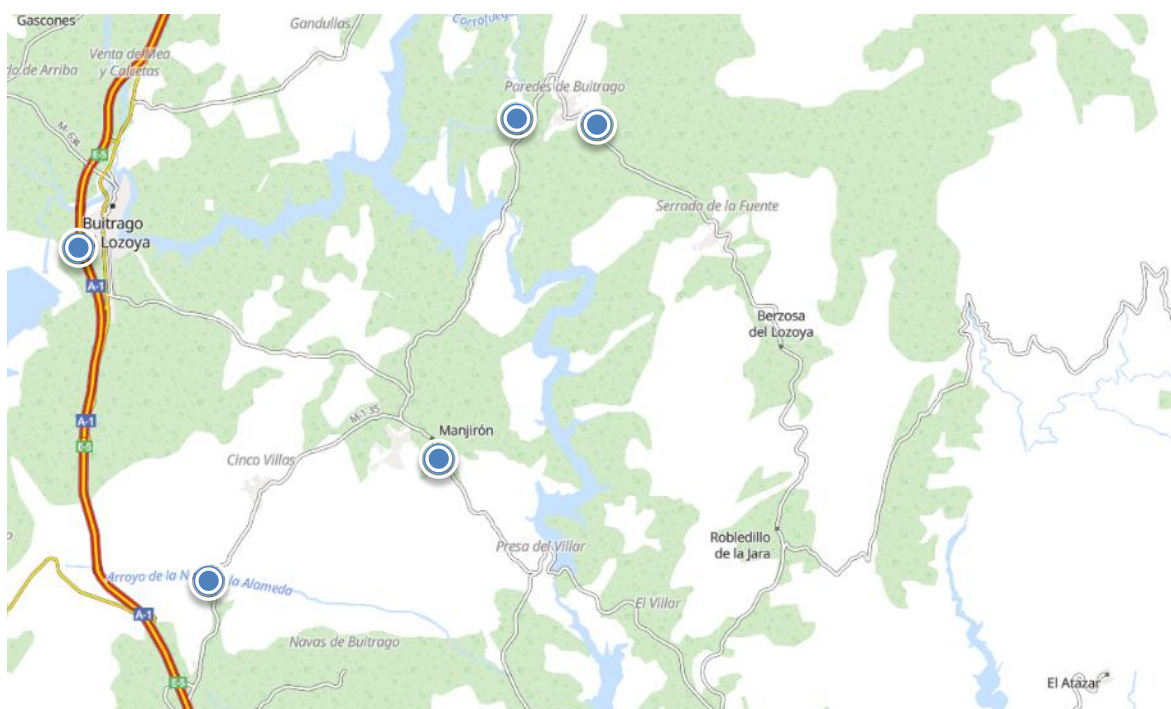 Gascones
Gandullas
Venta de Mea
y Calcetas
de Arriba
Paredes de Buitrago
E-5
Buitrago
Lozoya
Serrada de la Fuente
A-1
Berzosa
del Lozoya
A-1
M-135
E-5
Manjirón
Cinco Villas
Robledillo
de la Jara
Presa del Villar
Arroyo de la N
la Alameda
El Villar
A-1
Navas de Buitrago
E-5
El Atazar